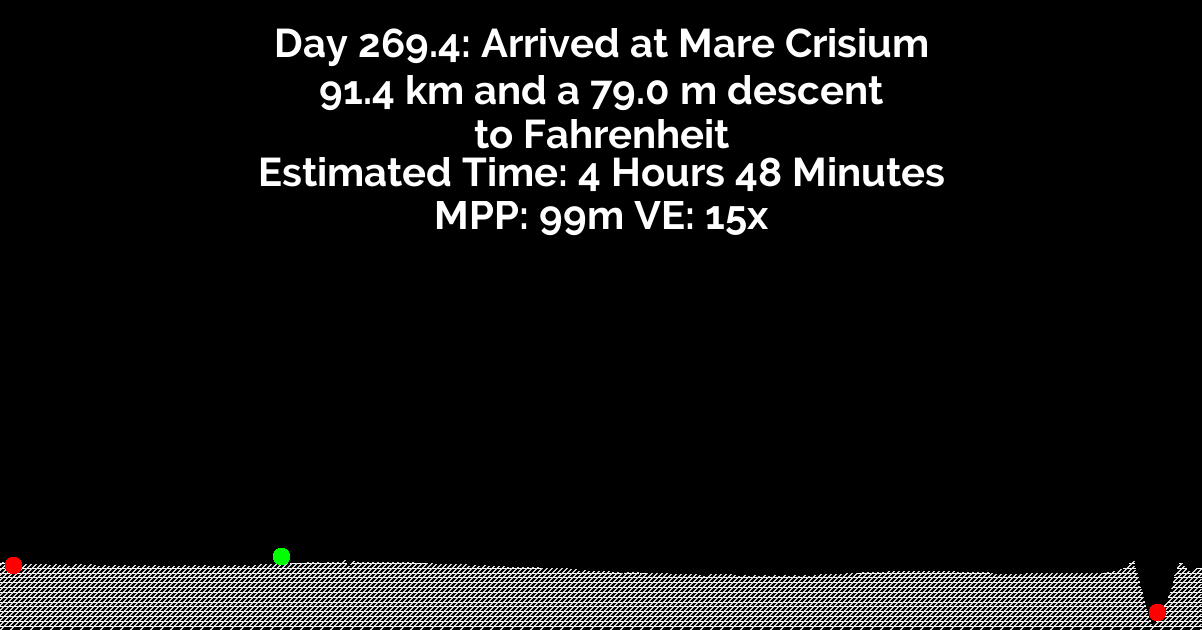 Day 269.4: Arrived at Mare Crisium
91.4 km and a 79.0 m descent
to Fahrenheit
Estimated Time: 4 Hours 48 Minutes
MPP: 99m VE: 15x